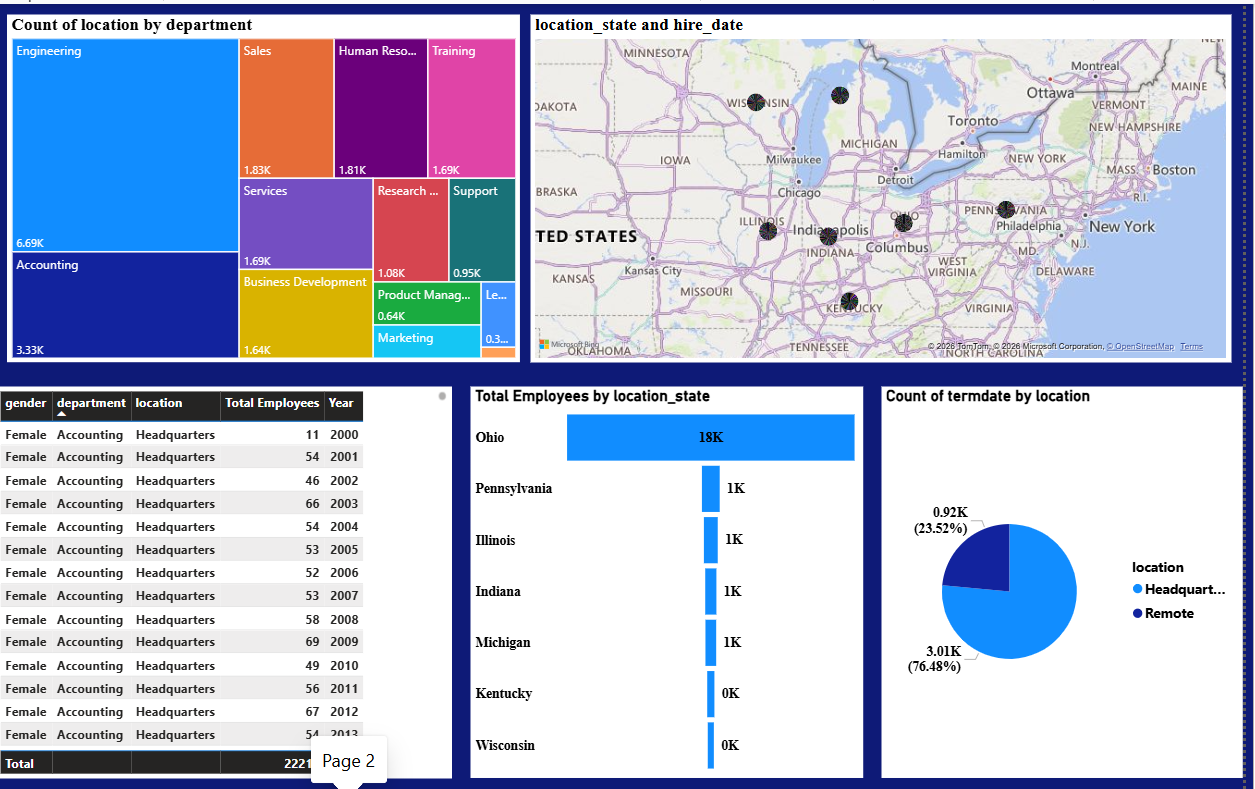 Count of location by department
Engineering
6.69K
Accounting
3.33K
Sales
1.83K
Human Reso...
1.81K
Training
1.69K
Services
1.69K
Business Development
1.64K
Research ...
1.08K
Support
0.95K
Product Manag...
0.64K
Marketing
Le...
0.3...
location_state and hire_date
MINNESOTA
DAKOTA
WISCONSIN
IOWA
BRASKA
TED STATES
KANSAS
Kansas City
MISSOURI
OKLAHOMA
Milwaukee
Chicago
MICHIGAN
Detroit
ILLINOIS
Indianapolis
INDIANA
OHIO
Columbus
KENTUCKY
TENNESSEE
WEST
VIRGINIA
VIRGINIA
NORTH CAROLINA
PENNSYLVANIA
Philadelphia
MD.
DELAWARE
N.J.
New York
NEW YORK
Toronto
Hamilton
Ottawa
Montreal
VERMONT
MAINE
NEW HAMPSHIRE
MASS.
Boston
R.I.
Microsoft Bing
© 2026 TomTom, © 2026 Microsoft Corporation, © OpenStreetMap Terms
gender department location Total Employees Year
Female Accounting Headquarters 11 2000
Female Accounting Headquarters 54 2001
Female Accounting Headquarters 46 2002
Female Accounting Headquarters 66 2003
Female Accounting Headquarters 54 2004
Female Accounting Headquarters 53 2005
Female Accounting Headquarters 52 2006
Female Accounting Headquarters 53 2007
Female Accounting Headquarters 58 2008
Female Accounting Headquarters 69 2009
Female Accounting Headquarters 49 2010
Female Accounting Headquarters 56 2011
Female Accounting Headquarters 67 2012
Female Accounting Headquarters 54 2013
Total 2221
Page 2
Total Employees by location_state
Ohio 18K
Pennsylvania 1K
Illinois 1K
Indiana 1K
Michigan 1K
Kentucky 0K
Wisconsin 0K
Count of termdate by location
0.92K
(23.52%)
3.01K
(76.48%)
location
Headquart...
Remote